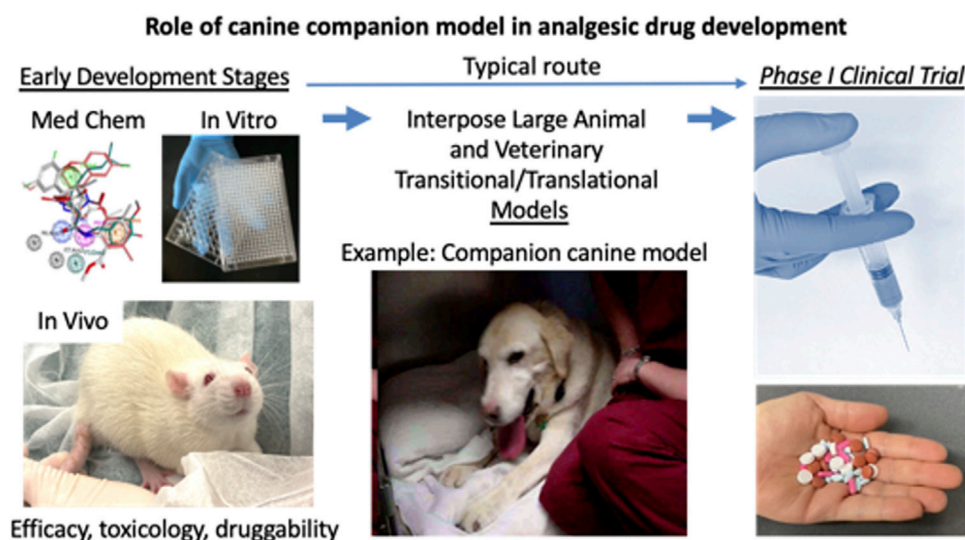 Role of canine companion model in analgesic drug development
Early Development Stages
Typical route
Phase I Clinical Trial
Med Chem
In Vitro
Interpose Large Animal
and Veterinary
Transitional/Translational
Models
Example: Companion canine model
In Vivo
Efficacy, toxicology, druggability